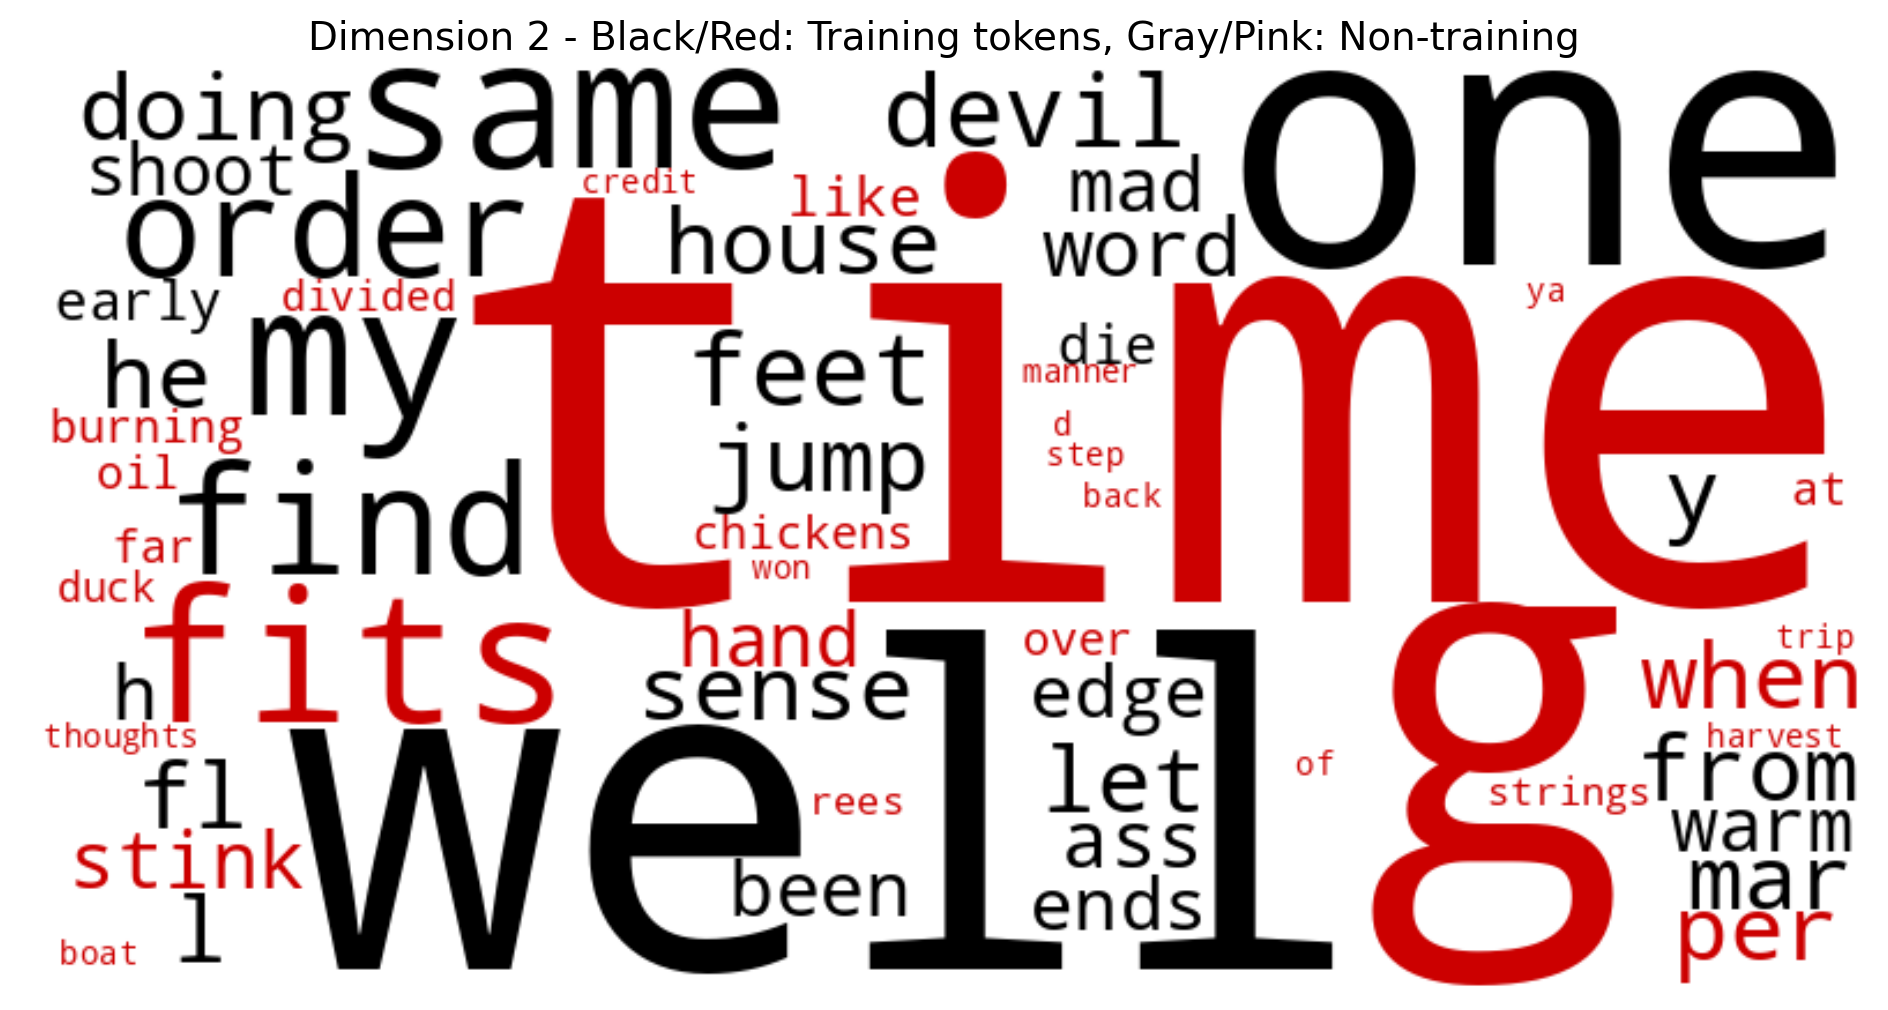 Dimension 2 - Black/Red: Training tokens, Gray/Pink: Non-training
doing same devil one
shoot credit like mad
order house word
early divided time ya
he my feet die
manner
burning jump d
oil find step
back y at
far chickens
duck won
fits hand over g trip
h sense edge when
thoughts well harvest
fl let of from
rees strings
stink ass warm
been mar
l ends per
boat